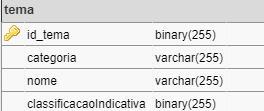 tema
id_tema binary(255)
categoria varchar(255)
nome varchar(255)
classificacaoIndicativa binary(255)